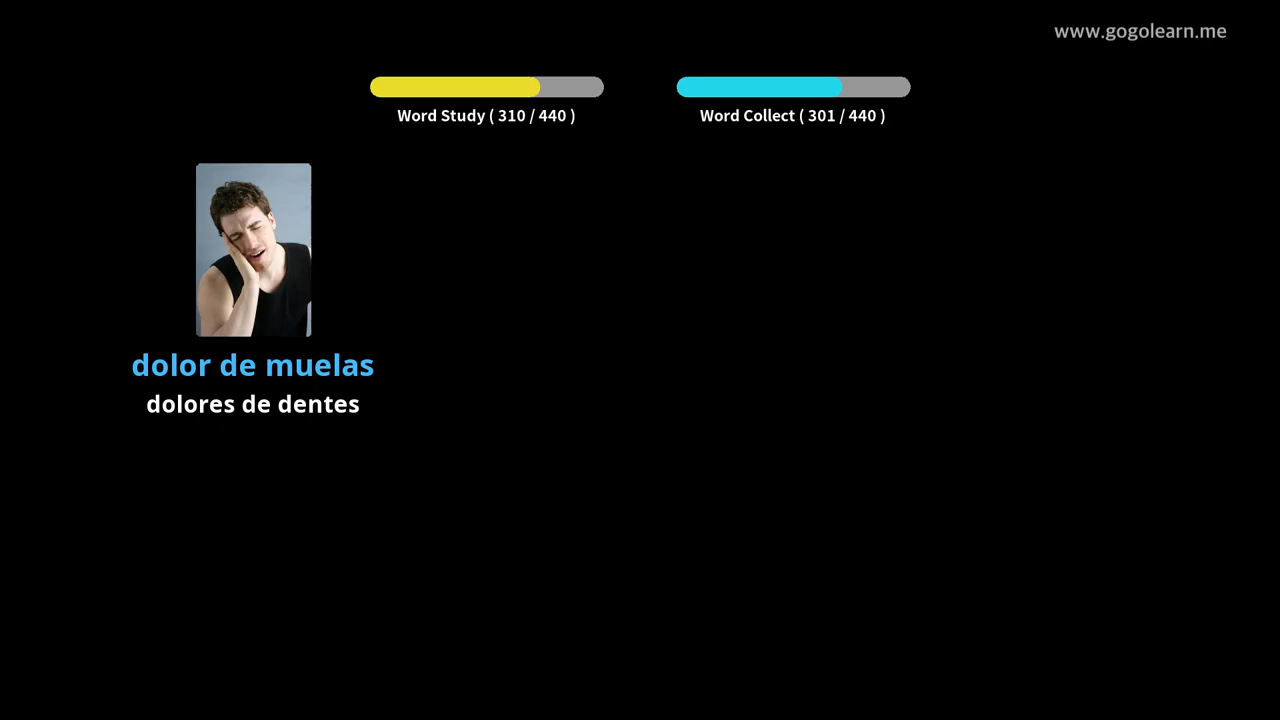 www.gogolearn.me
Word Study ( 310 / 440 )
Word Collect ( 301 / 440 )
dolor de muelas
dolores de dentes